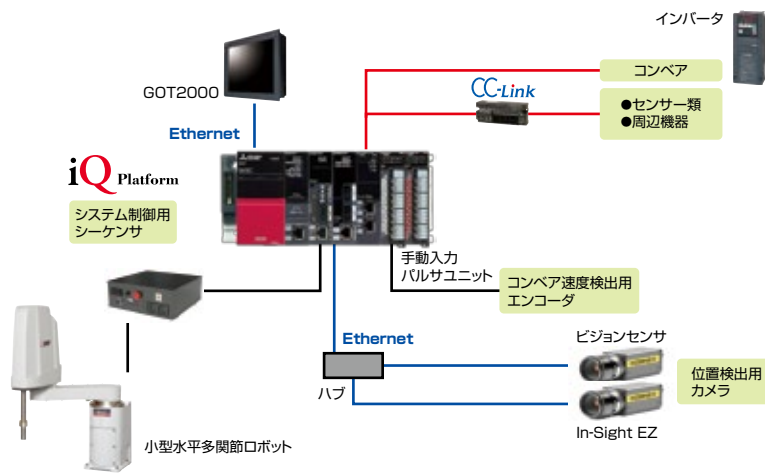 インバータ
コンベア
GOT2000
CC-Link
●センサー類
●周辺機器
Ethernet
iQ Platform
システム制御用
シーケンサ
手動入力
パルサユニット
コンベア速度検出用
エンコーダ
Ethernet
ビジョンセンサ
ハブ
位置検出用
カメラ
In-Sight EZ
小型水平多関節ロボット